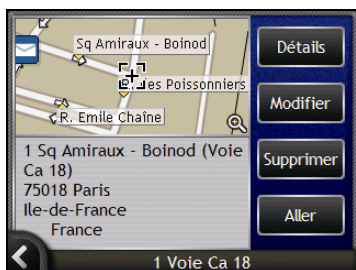 Sq Amiraux - Boinod
es Poissonniers
R. Emile Chaîne
1 Sq Amiraux - Boinod (Voie
Ca 18)
75018 Paris
Ile-de-France
France
Détails
Modifier
Supprimer
Aller
1 Voie Ca 18